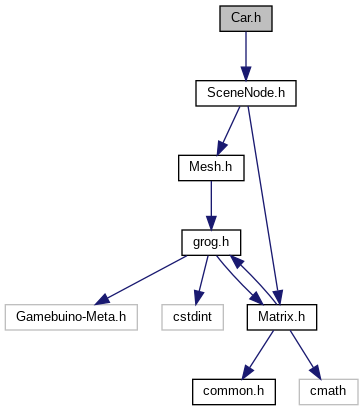 Car.h
SceneNode.h
Mesh.h
grog.h
Gamebuino-Meta.h
cstdint
Matrix.h
common.h
cmath